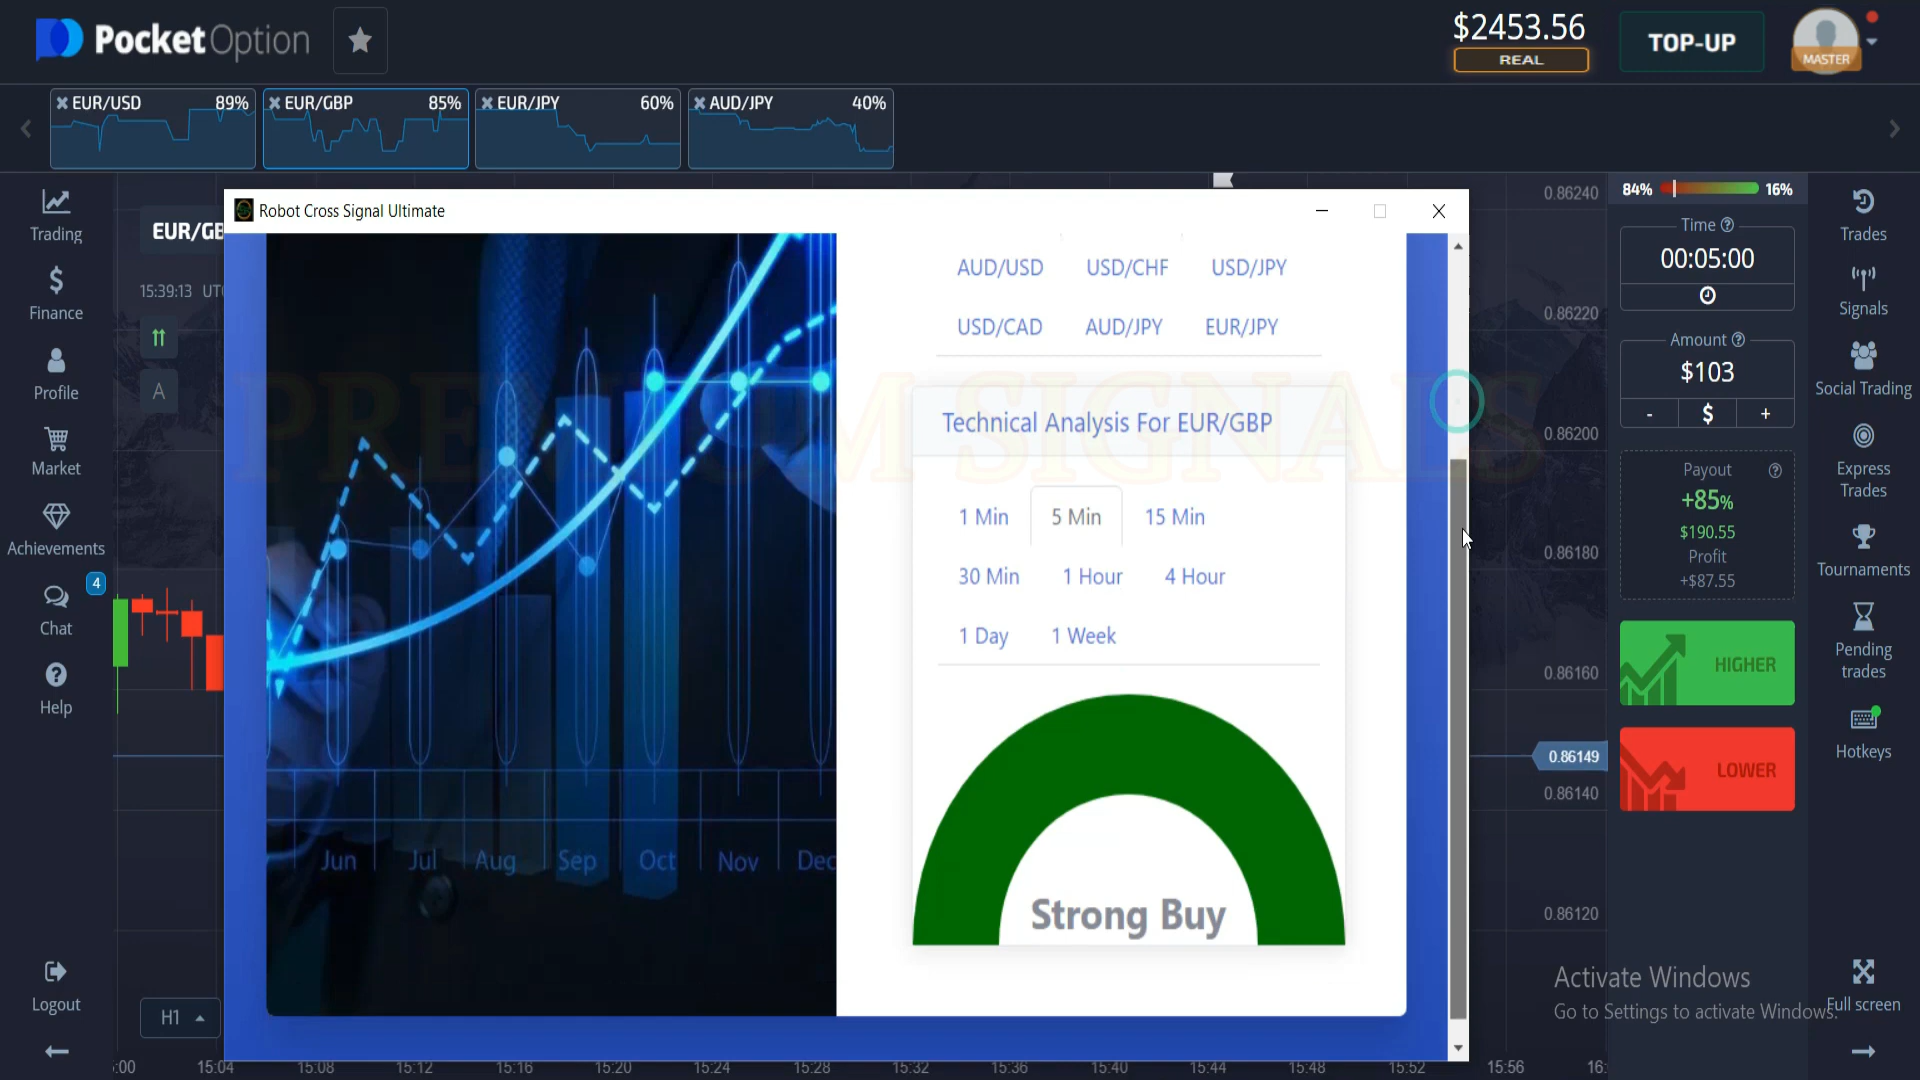 PocketOption
$2453.56
REAL
TOP-UP
MASTER
EUR/USD 89%
EUR/GBP 85%
EUR/JPY 60%
AUD/JPY 40%
Trading
Finance
Profile
Market
Achievements
4
Chat
Help
Logout
EUR/GB
15:39:13 UT
A
H1
Robot Cross Signal Ultimate
PREMIUM SIGNALS
Jun Jul Aug Sep Oct Nov Dec
AUD/USD USD/CHF USD/JPY
USD/CAD AUD/JPY EUR/JPY
Technical Analysis For EUR/GBP
1 Min 5 Min 15 Min
30 Min 1 Hour 4 Hour
1 Day 1 Week
Strong Buy
0.86240
0.86220
0.86200
0.86180
0.86160
0.86149
0.86140
0.86120
:00 15:04 15:08 15:12 15:16 15:20 15:24 15:28 15:32 15:36 15:40 15:44 15:48 15:52 15:56 16:
84% 16%
Time
00:05:00
Amount
$103
- $ +
Payout
+85%
$190.55
Profit
+$87.55
HIGHER
LOWER
Trades
Signals
Social Trading
Express
Trades
Tournaments
Pending
trades
Hotkeys
Full screen
Activate Windows
Go to Settings to activate Windows.